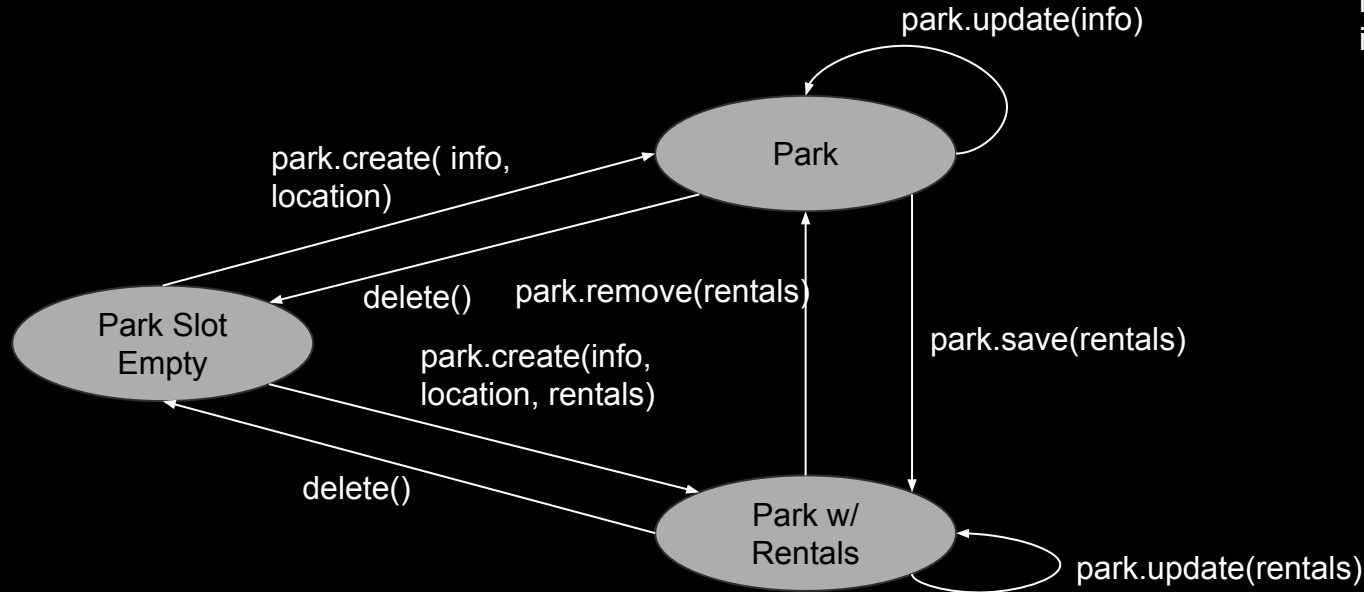 park.update(info)
Park
park.create( info,
location)
delete()
park.remove(rentals)
Park Slot
Empty
park.create(info,
location, rentals)
park.save(rentals)
delete()
Park w/
Rentals
park.update(rentals)